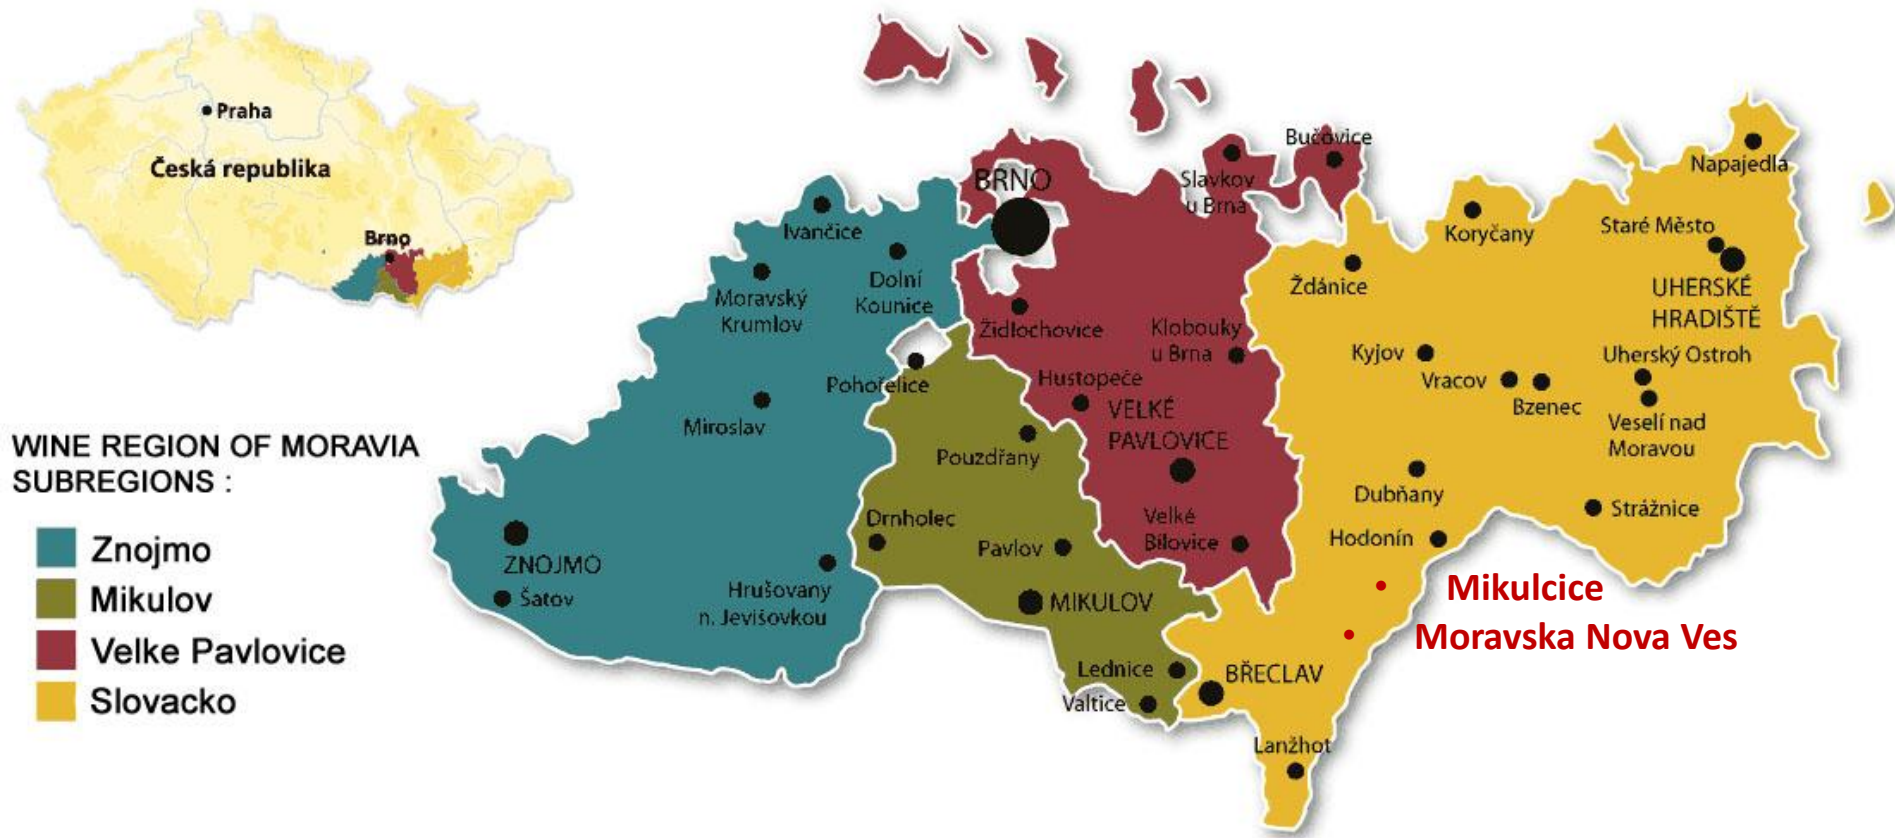 Praha
Česká republika
Brno
WINE REGION OF MORAVIA
SUBREGIONS :
Znojmo
Mikulov
Velke Pavlovice
Slovacko
BRNO
Ivančice
Dolní
Kounice
Moravský
Krumlov
Pohořelice
Miroslav
ZNOJMO
Šatov
Hrušovany
n. Jevišovkou
Drnholec
Pouzdřany
Pavlov
MIKULOV
Lednice
Valtice
Slavkov
u Brna
Bučovice
Židlochovice
Klobouky
u Brna
Hustopeče
VELKÉ
PAVLOVICE
Velké
Bílovice
Napajedla
Koryčany
Staré Město
Ždánice
UHERSKÉ
HRADIŠTĚ
Kyjov
Uherský Ostroh
Vracov
Bzenec
Veselí nad
Moravou
Dubňany
Strážnice
Hodonín
Mikulcice
Moravska Nova Ves
BŘECLAV
Lanžhot